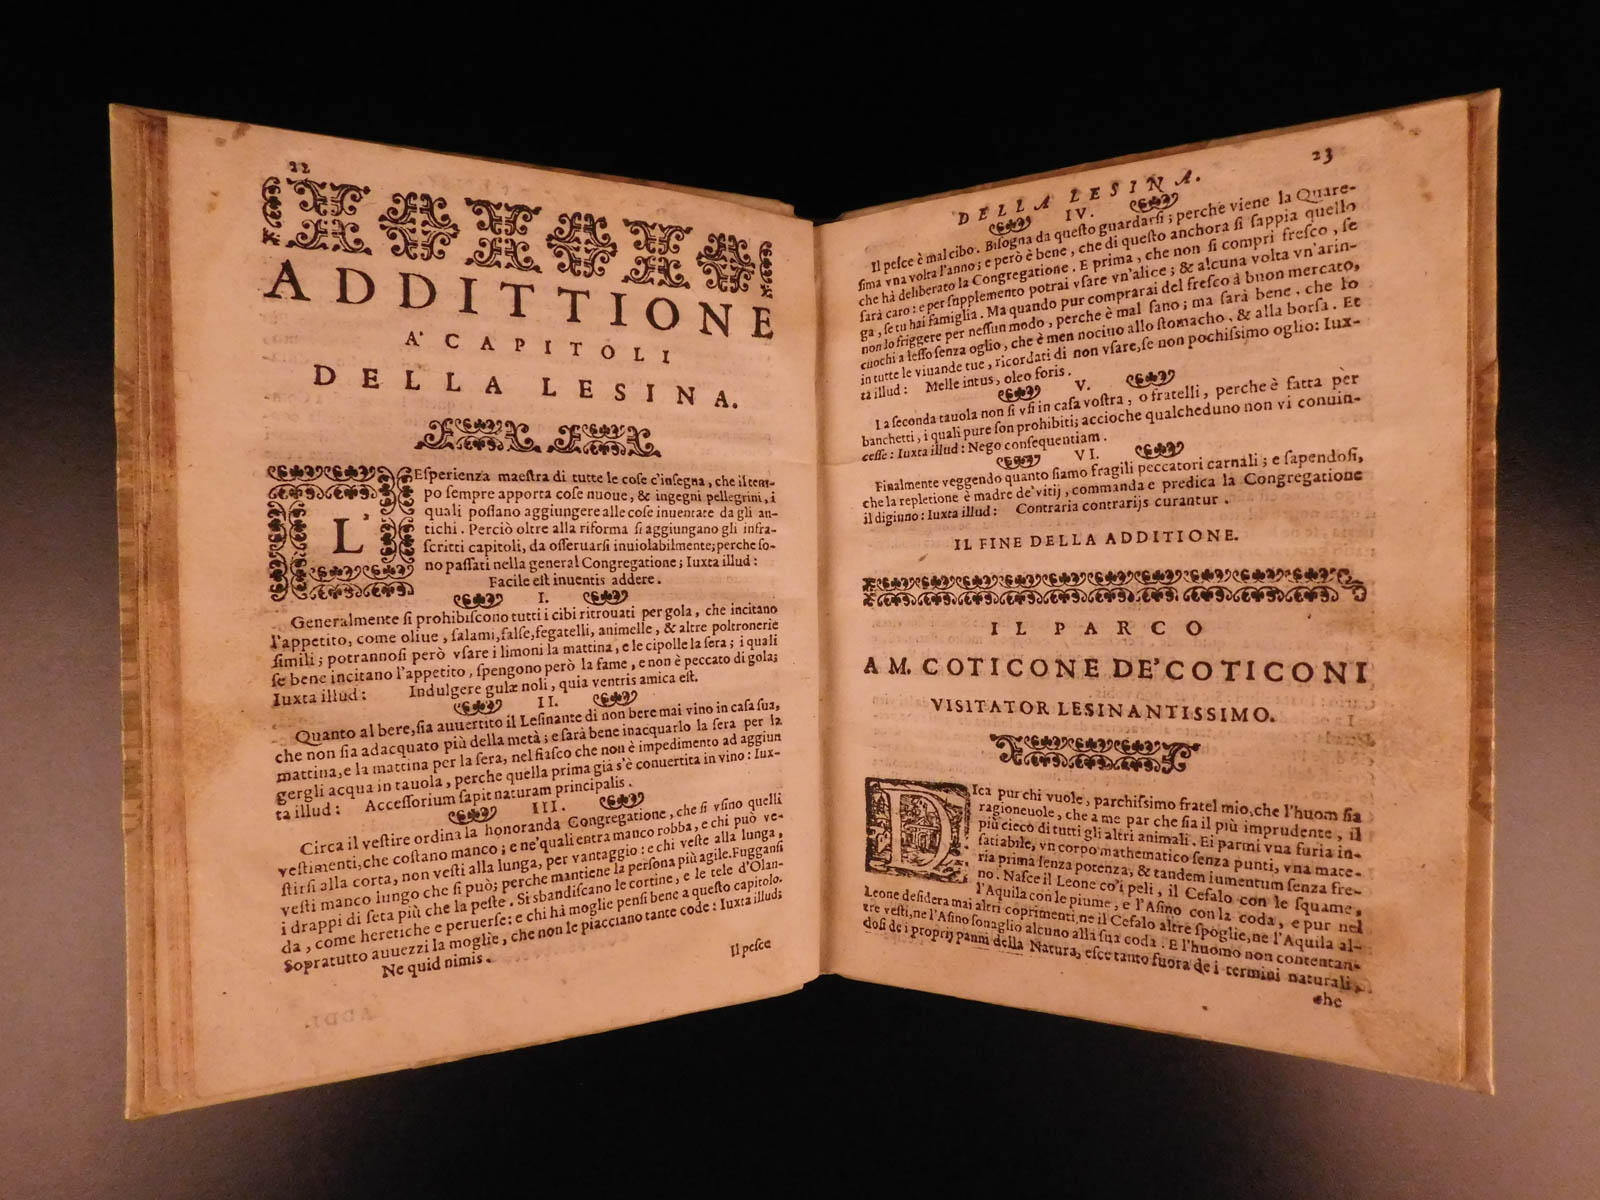 22
ADDITTIONE
A' CAPITOLI
DELLA LESINA.
L'Esperienza maestra di tutte le cose c'insegna, che il tem-
po sempre apporta cose nuoue, & ingegni pellegrini, i
quali possano aggiungere alle cose inuentate da gli an-
tichi. Perciò oltre alla riforma si aggiungano gli infra-
scritti capitoli, da osseruarsi inuiolabilmente; perche so-
no passati nella general Congregatione; Iuxta illud:
Facile est inuentis addere.
I.
Generalmente si prohibiscono tutti i cibi ritrouati per gola, che incitano
l'appetito, come oliue, salami, salse, fegatelli, animelle, & altre poltronerie
simili; potrannosi però vsare i limoni la mattina, e le cipolle la sera; i quali
se bene incitano l'appetito, spengono però la fame, e non è peccato di gola;
Iuxta illud: Indulgere gulæ noli, quia ventris amica est.
II.
Quanto al bere, sia auuertito il Lesinante di non bere mai vino in casa sua,
che non sia adacquato più della metà; e sarà bene inacquarlo la sera per la
mattina, e la mattina per la sera, nel fiasco che non è impedimento ad aggiun
gergli acqua in tauola, perche quella prima già s'è conuertita in vino: Iux-
ta illud: Accessorium sapit naturam principalis.
III.
Circa il vestire ordina la honoranda Congregatione, che si vsino quelli
vestimenti, che costano manco; e ne' quali entra manco robba, e chi può ve-
stirsi alla corta, non vesti alla lunga, per vantaggio: e chi veste alla lunga,
vesti manco lungo che si può; perche mantiene la persona più agile. Fuggansi
i drappi di seta più che la peste. Si sbandiscano le cortine, e le tele d'Olan-
da, come heretiche e peruerse: e chi hà moglie pensi bene a questo capitolo.
Sopratutto auuezzi la moglie, che non le piacciano tante code: Iuxta illud;
Ne quid nimis.
Il pesce
DELLA LESINA. 23
IV.
Il pesce è mal cibo. Bisogna da questo guardarsi; perche viene la Quare-
sima vna volta l'anno; e però è bene, che di questo anchora si sappia quello
che hà deliberato la Congregatione. E prima, che non si compri fresco, se
sarà caro: e per supplemento potrai vsare vn'alice; & alcuna volta vn'arin-
ga, se tu hai famiglia. Ma quando pur comprarai del fresco à buon mercato,
non lo friggere per nessun modo, perche è mal sano; ma sarà bene, che lo
cuochi a lesso senza oglio, che è men nociuo allo stomacho, & alla borsa. Et
in tutte le viuande tue, ricordati di non vsare, se non pochissimo oglio: Iux-
ta illud: Melle intus, oleo foris.
V.
La seconda tauola non si vsi in casa vostra, o fratelli, perche è fatta per
banchetti, i quali pure son prohibiti; accioche qualcheduno non vi conuin-
cesse: Iuxta illud: Nego consequentiam.
VI.
Finalmente veggendo quanto siamo fragili peccatori carnali; e sapendosi,
che la repletione è madre de' vitij, commanda e predica la Congregatione
il digiuno: Iuxta illud: Contraria contrarijs curantur.
IL FINE DELLA ADDITIONE.
IL PARCO
A M. COTICONE DE' COTICONI
VISITATOR LESINANTISSIMO.
DIca pur chi vuole, parchissimo fratel mio, che l'huom sia
ragioneuole, che a me par che sia il più imprudente, il
più cieco di tutti gli altri animali. Ei parmi vna furia in-
satiabile, vn corpo mathematico senza punti, vna mate-
ria prima senza potenza, & tandem iumentum senza fre-
no. Nasce il Leone co'i peli, il Cefalo con le squame,
l'Aquila con le piume, e l'Asino con la coda, e pur nel
Leone desidera mai altri coprimenti, ne il Cefalo altre spoglie, ne l'Aquila al-
tre vesti, ne l'Asino sonaglio alcuno alla sua coda. E l'huomo non contentan-
dosi de i proprij panni della Natura, esce tanto fuora de i termini naturali,
che